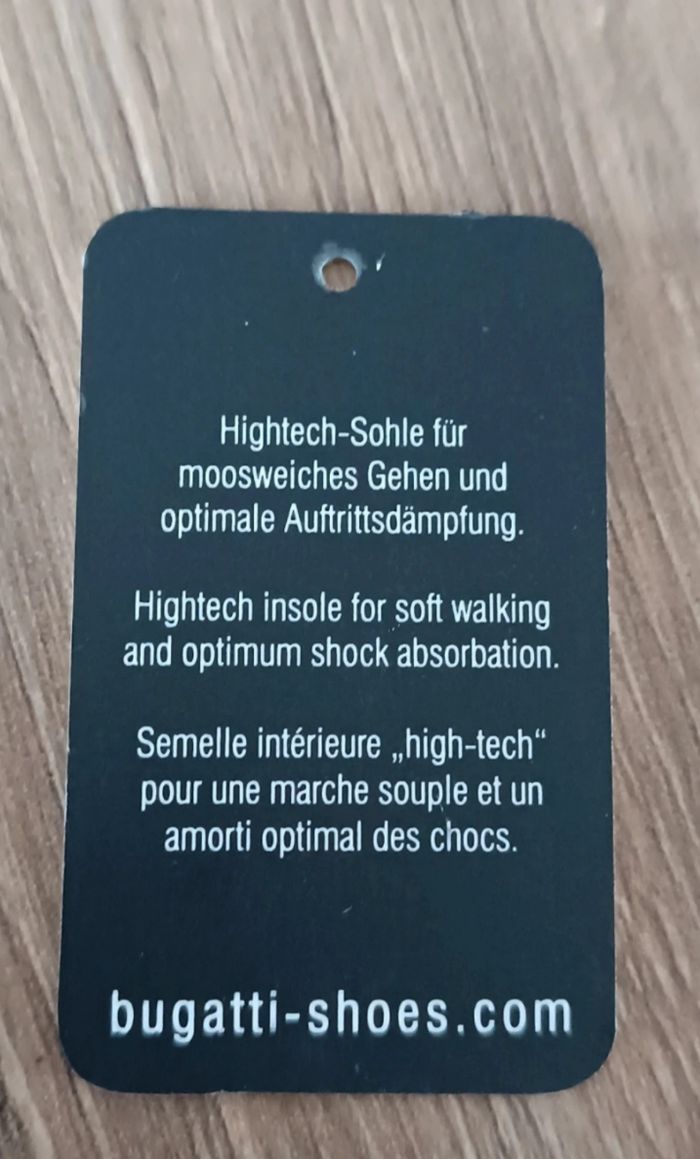 Hightech-Sohle für
moosweiches Gehen und
optimale Auftrittsdämpfung.
Hightech insole for soft walking
and optimum shock absorbation.
Semelle intérieure „high-tech“
pour une marche souple et un
amorti optimal des chocs.
bugatti-shoes.com